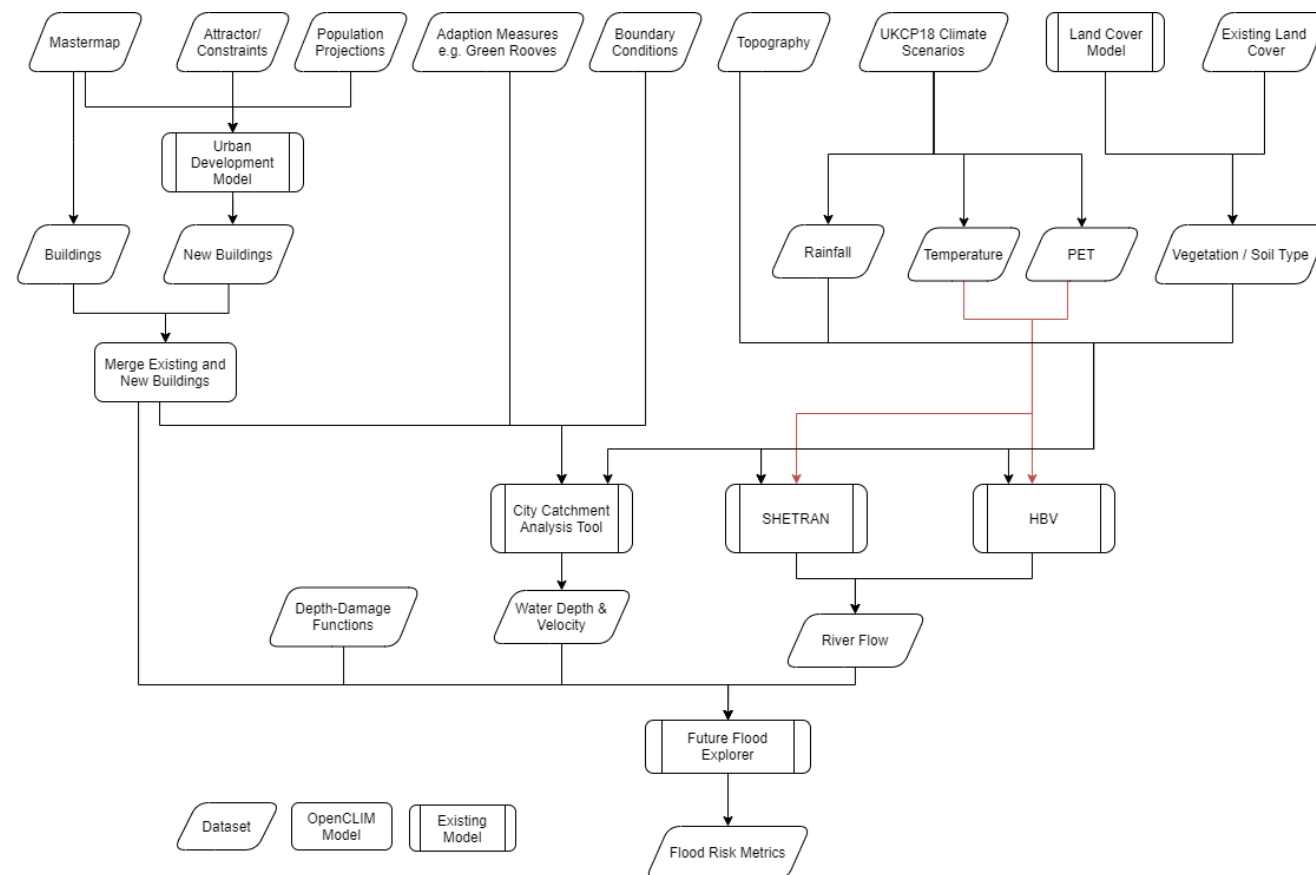 Mastermap
Attractor/
Constraints
Population
Projections
Adaption Measures
e.g. Green Rooves
Boundary
Conditions
Topography
UKCP18 Climate
Scenarios
Land Cover
Model
Existing Land
Cover
Urban
Development
Model
Buildings
New Buildings
Rainfall
Temperature
PET
Vegetation / Soil Type
Merge Existing and
New Buildings
City Catchment
Analysis Tool
SHETRAN
HBV
Depth-Damage
Functions
Water Depth &
Velocity
River Flow
Future Flood
Explorer
Dataset
OpenCLIM
Model
Existing
Model
Flood Risk Metrics